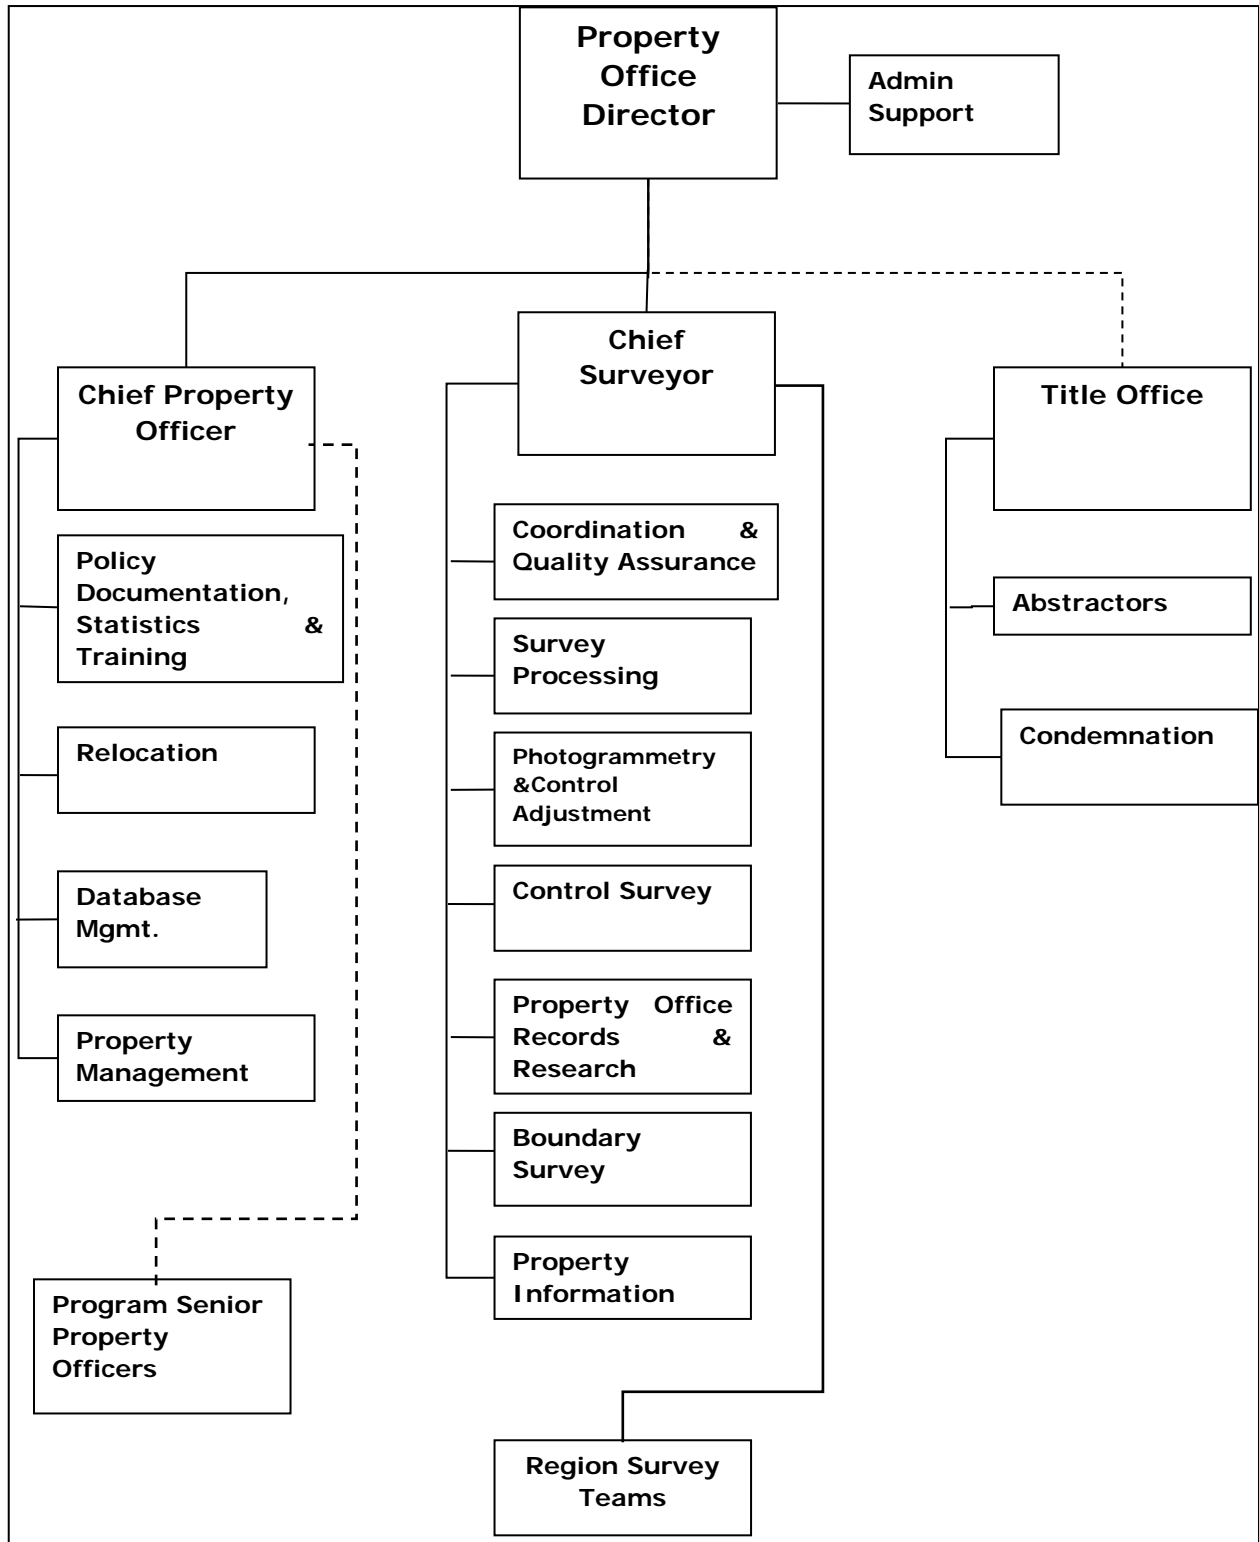 Property
Office
Director
Admin
Support
Chief Property
Officer
Policy
Documentation,
Statistics &
Training
Relocation
Database
Mgmt.
Property
Management
Program Senior
Property
Officers
Chief
Surveyor
Coordination &
Quality Assurance
Survey
Processing
Photogrammetry
&Control
Adjustment
Control Survey
Property Office
Records &
Research
Boundary
Survey
Property
Information
Region Survey
Teams
Title Office
Abstractors
Condemnation